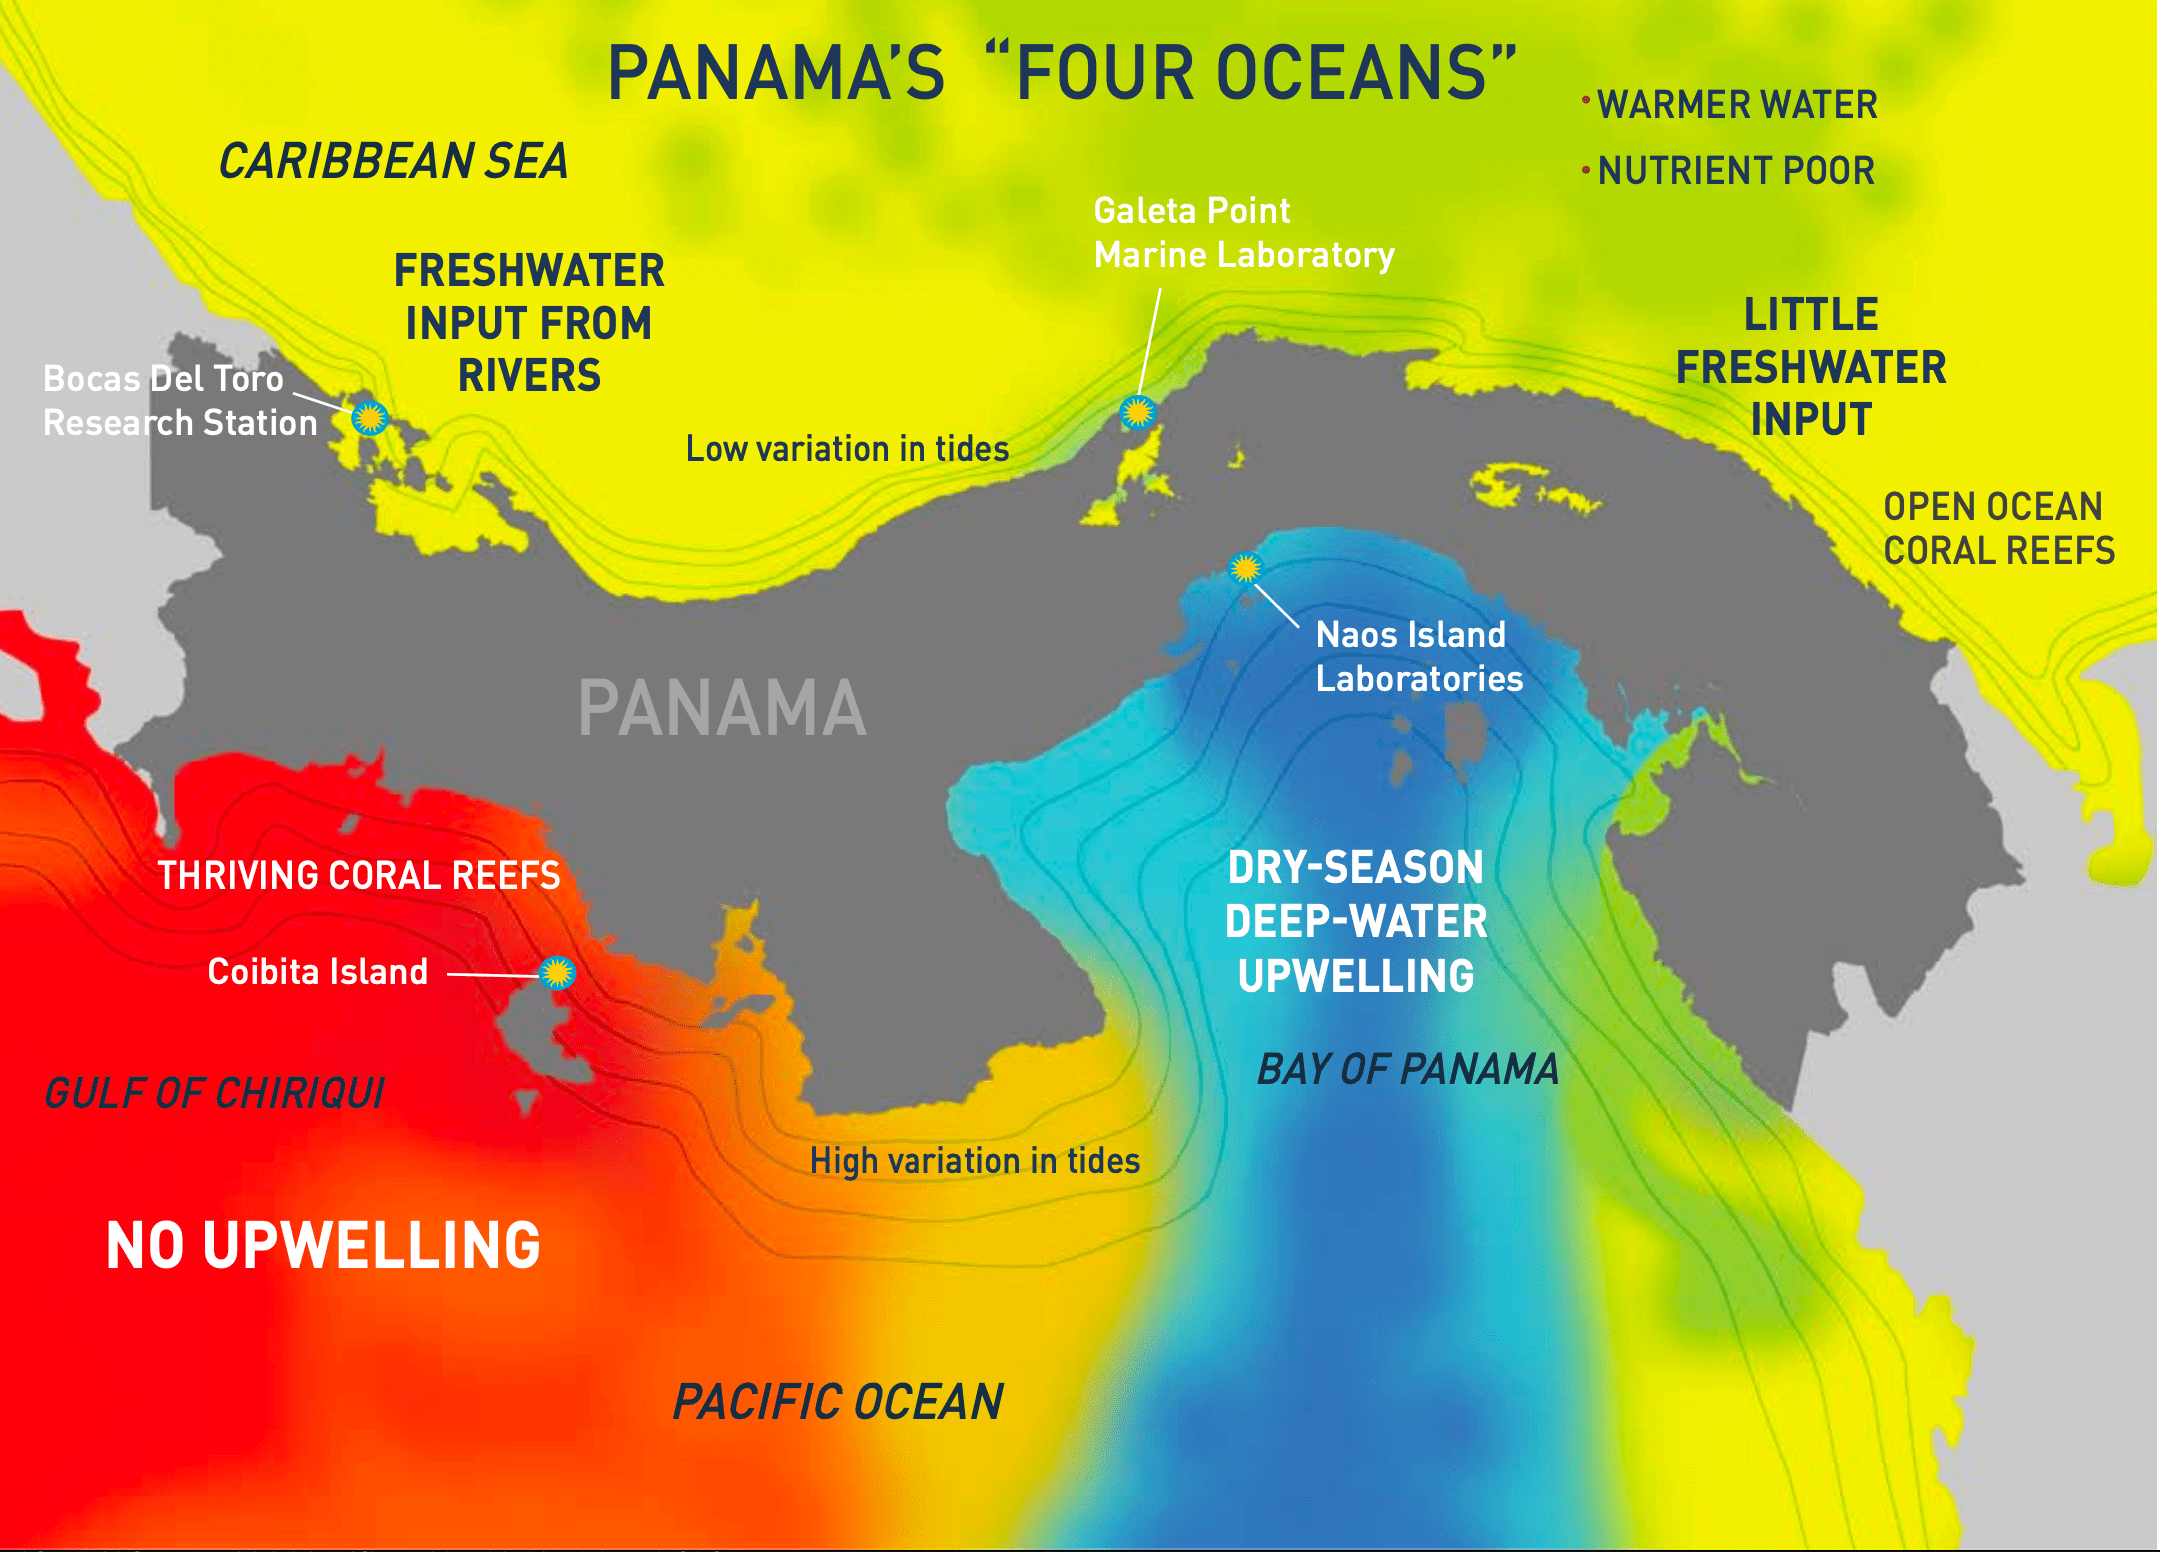 PANAMA’S “FOUR OCEANS”
• WARMER WATER
• NUTRIENT POOR
CARIBBEAN SEA
Galeta Point
Marine Laboratory
FRESHWATER
INPUT FROM
RIVERS
LITTLE
FRESHWATER
INPUT
Bocas Del Toro
Research Station
Low variation in tides
OPEN OCEAN
CORAL REEFS
Naos Island
Laboratories
PANAMA
THRIVING CORAL REEFS
DRY-SEASON
DEEP-WATER
UPWELLING
Coibita Island
GULF OF CHIRIQUI
BAY OF PANAMA
High variation in tides
NO UPWELLING
PACIFIC OCEAN